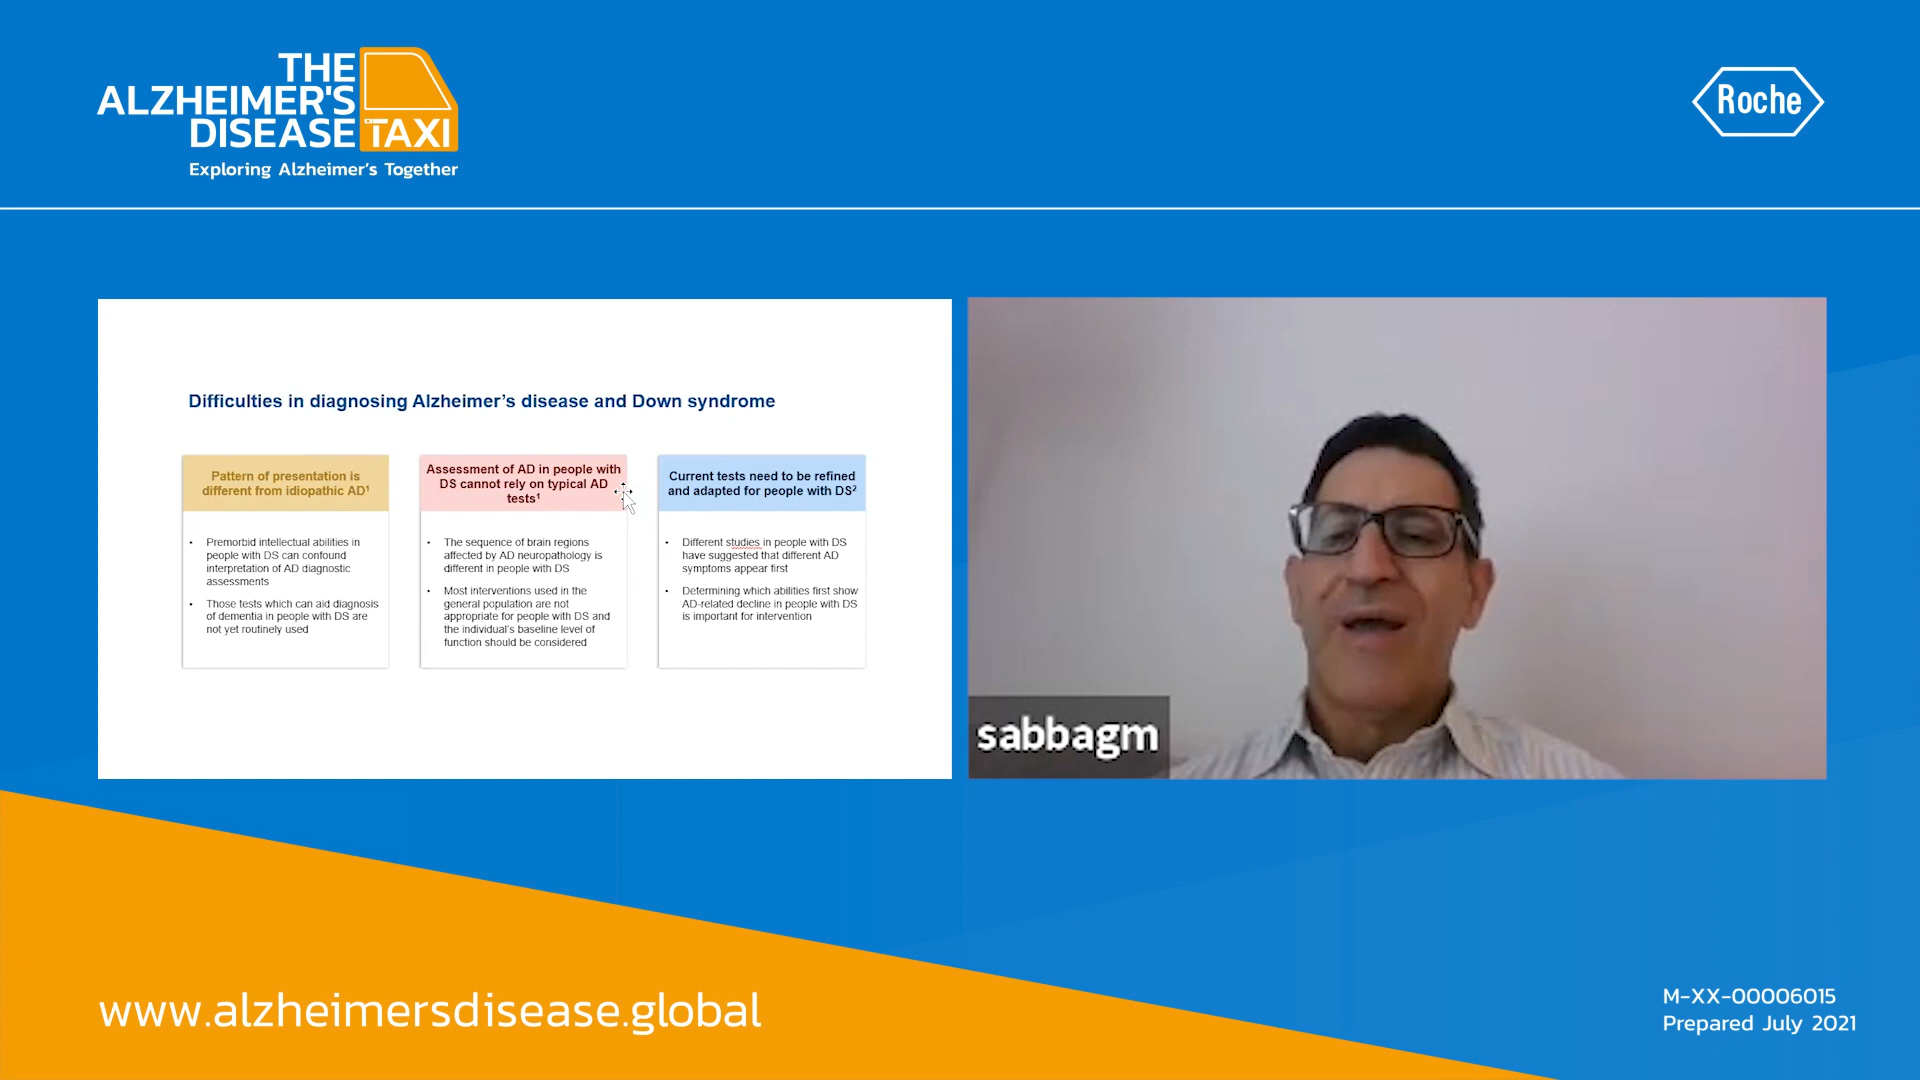 THE
ALZHEIMER'S
DISEASE TAXI
Exploring Alzheimer's Together
Roche
Difficulties in diagnosing Alzheimer's disease and Down syndrome
Pattern of presentation is
different from idiopathic AD¹
• Premorbid intellectual abilities in
people with DS can confound
interpretation of AD diagnostic
assessments
• Those tests which can aid diagnosis
of dementia in people with DS are
not yet routinely used
Assessment of AD in people with
DS cannot rely on typical AD
tests¹
• The sequence of brain regions
affected by AD neuropathology is
different in people with DS
• Most interventions used in the
general population are not
appropriate for people with DS and
the individual's baseline level of
function should be considered
Current tests need to be refined
and adapted for people with DS²
• Different studies in people with DS
have suggested that different AD
symptoms appear first
• Determining which abilities first show
AD-related decline in people with DS
is important for intervention
sabbagm
www.alzheimersdisease.global
M-XX-00006015
Prepared July 2021